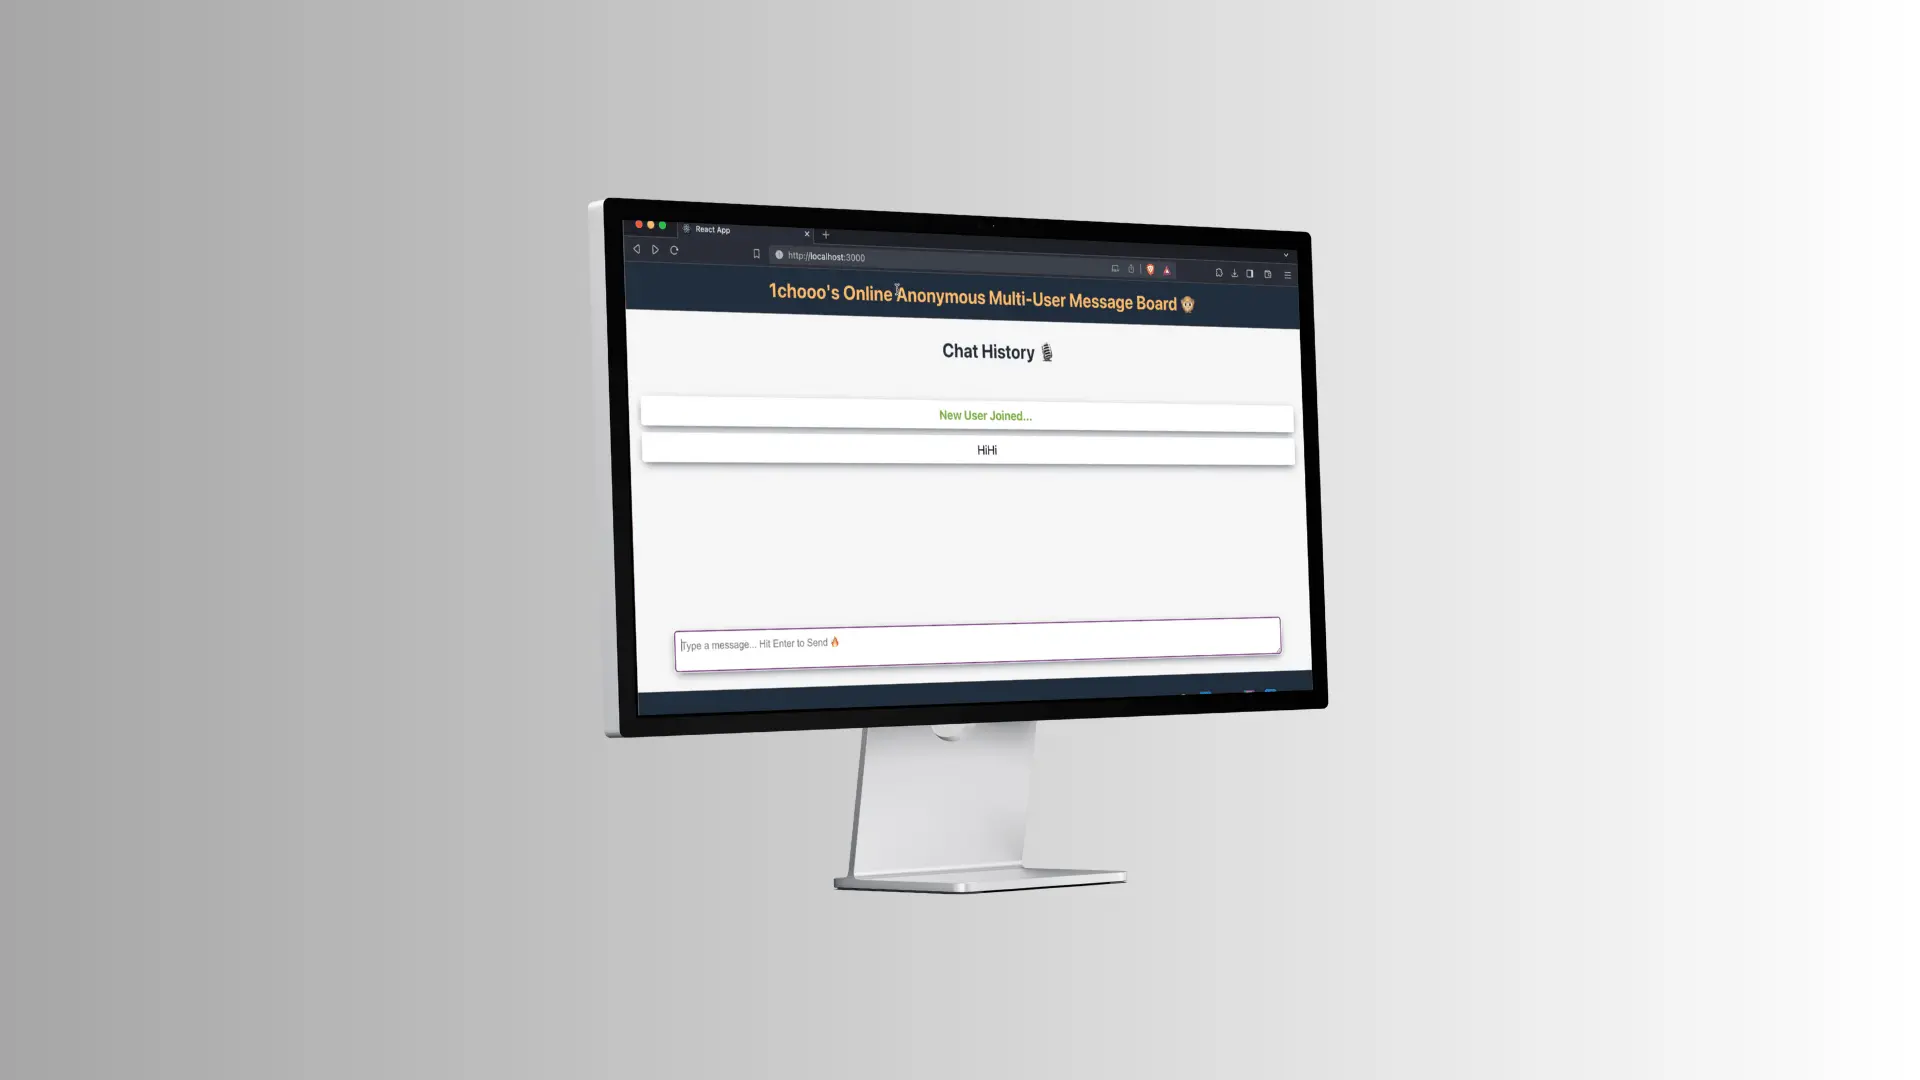 React App
http://localhost:3000
1chooo's Online Anonymous Multi-User Message Board 🐵
Chat History 🎙️
New User Joined...
HiHi
Type a message... Hit Enter to Send 🔥